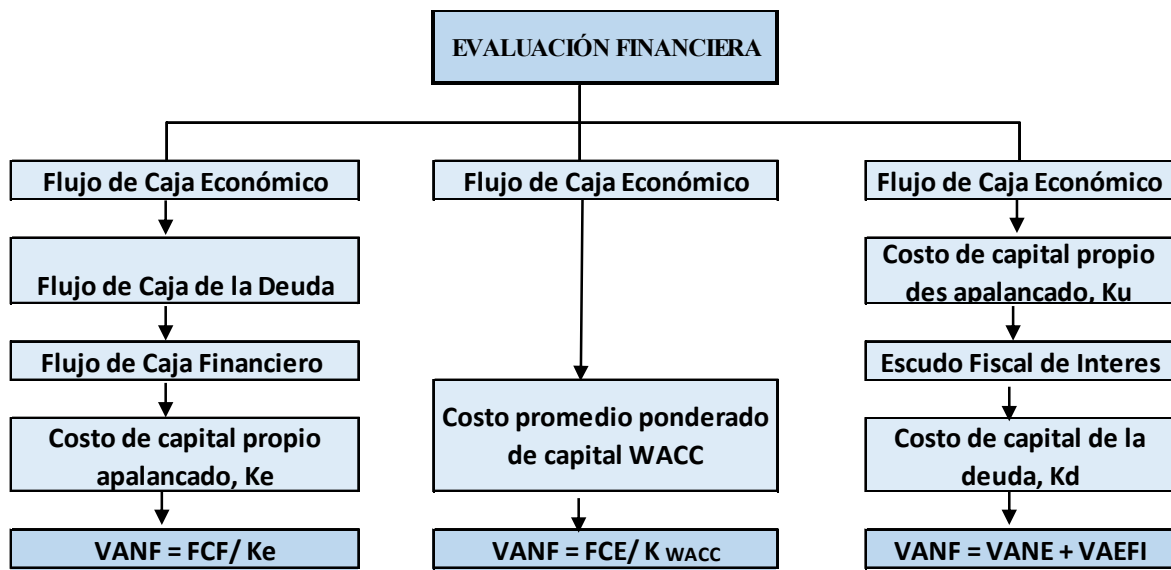 EVALUACIÓN FINANCIERA
Flujo de Caja Económico
Flujo de Caja de la Deuda
Flujo de Caja Financiero
Costo de capital propio
apalancado, Ke
VANF = FCF/ Ke
Flujo de Caja Económico
Costo promedio ponderado
de capital WACC
VANF = FCE/ K WACC
Flujo de Caja Económico
Costo de capital propio
des apalancado, Ku
Escudo Fiscal de Interes
Costo de capital de la
deuda, Kd
VANF = VANE + VAEFI